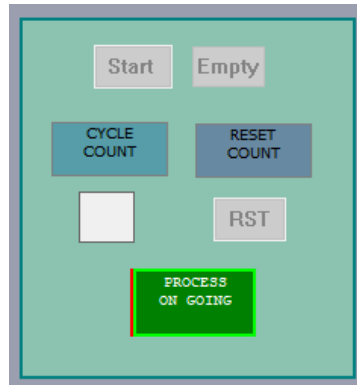 Start Empty
CYCLE
COUNT
RESET
COUNT
RST
PROCESS
ON GOING